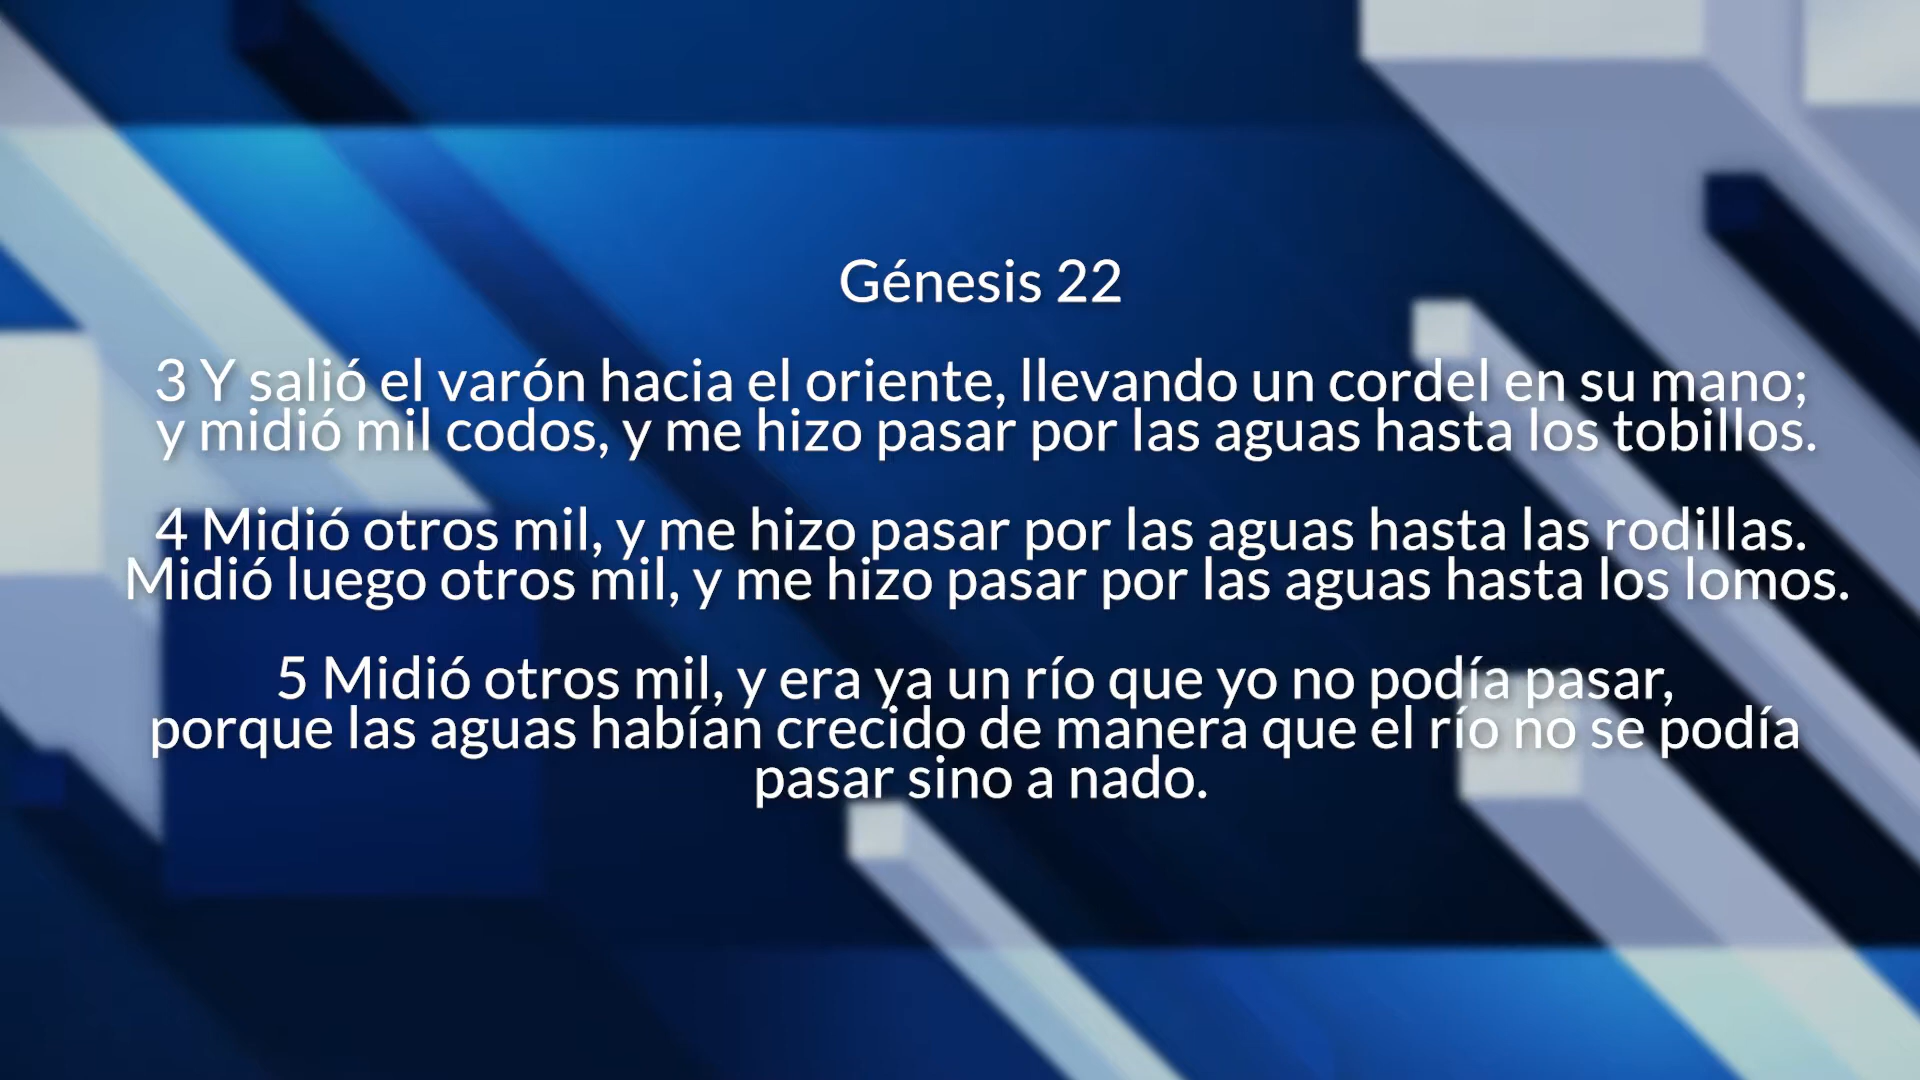 Génesis 22
3 Y salió el varón hacia el oriente, llevando un cordel en su mano;
y midió mil codos, y me hizo pasar por las aguas hasta los tobillos.
4 Midió otros mil, y me hizo pasar por las aguas hasta las rodillas.
Midió luego otros mil, y me hizo pasar por las aguas hasta los lomos.
5 Midió otros mil, y era ya un río que yo no podía pasar,
porque las aguas habían crecido de manera que el río no se podía
pasar sino a nado.